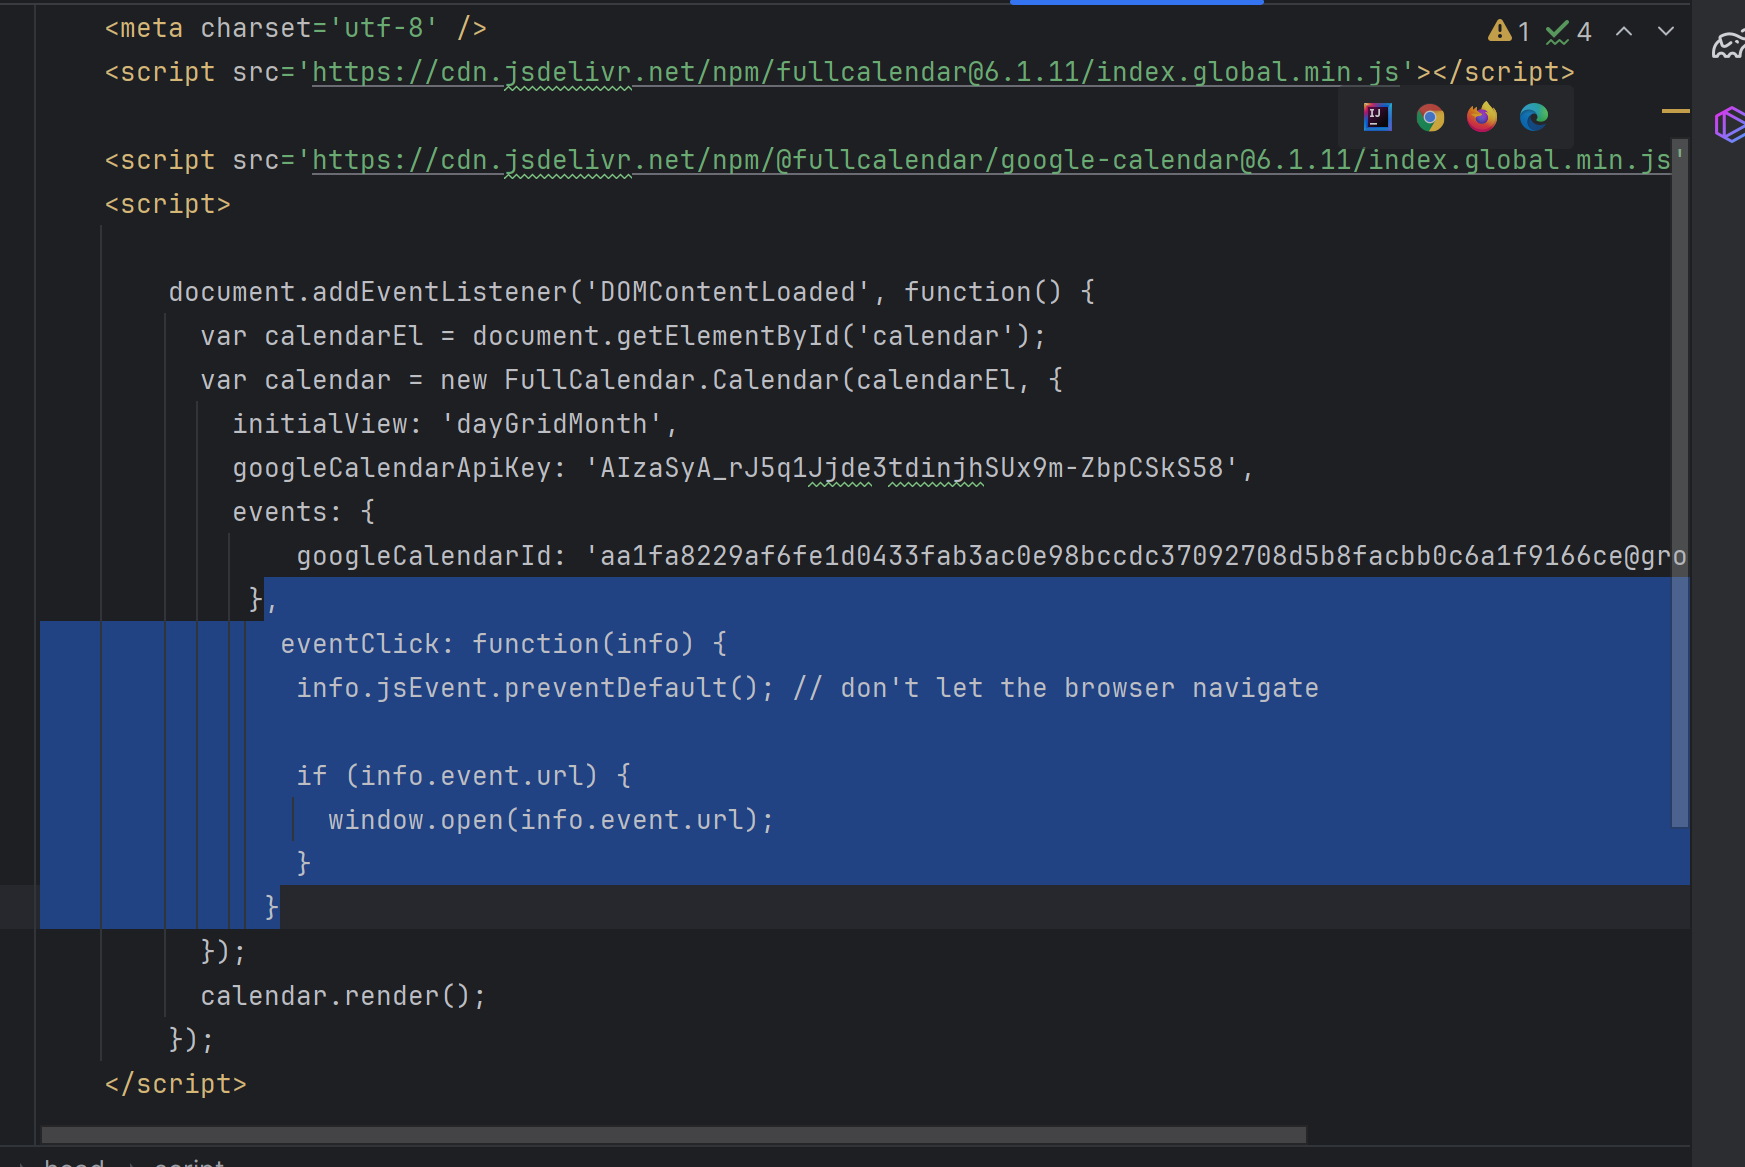 <meta charset='utf-8' />
1 4
<script src='https://cdn.jsdelivr.net/npm/fullcalendar@6.1.11/index.global.min.js'></script>
IJ
<script src='https://cdn.jsdelivr.net/npm/@fullcalendar/google-calendar@6.1.11/index.global.min.js'
<script>
document.addEventListener('DOMContentLoaded', function() {
var calendarEl = document.getElementById('calendar');
var calendar = new FullCalendar.Calendar(calendarEl, {
initialView: 'dayGridMonth',
googleCalendarApiKey: 'AIzaSyA_rJ5q1Jjde3tdinjhSUx9m-ZbpCSkS58',
events: {
googleCalendarId: 'aa1fa8229af6fe1d0433fab3ac0e98bccdc37092708d5b8facbb0c6a1f9166ce@gro
},
eventClick: function(info) {
info.jsEvent.preventDefault(); // don't let the browser navigate
if (info.event.url) {
window.open(info.event.url);
}
}
});
calendar.render();
});
</script>
head script